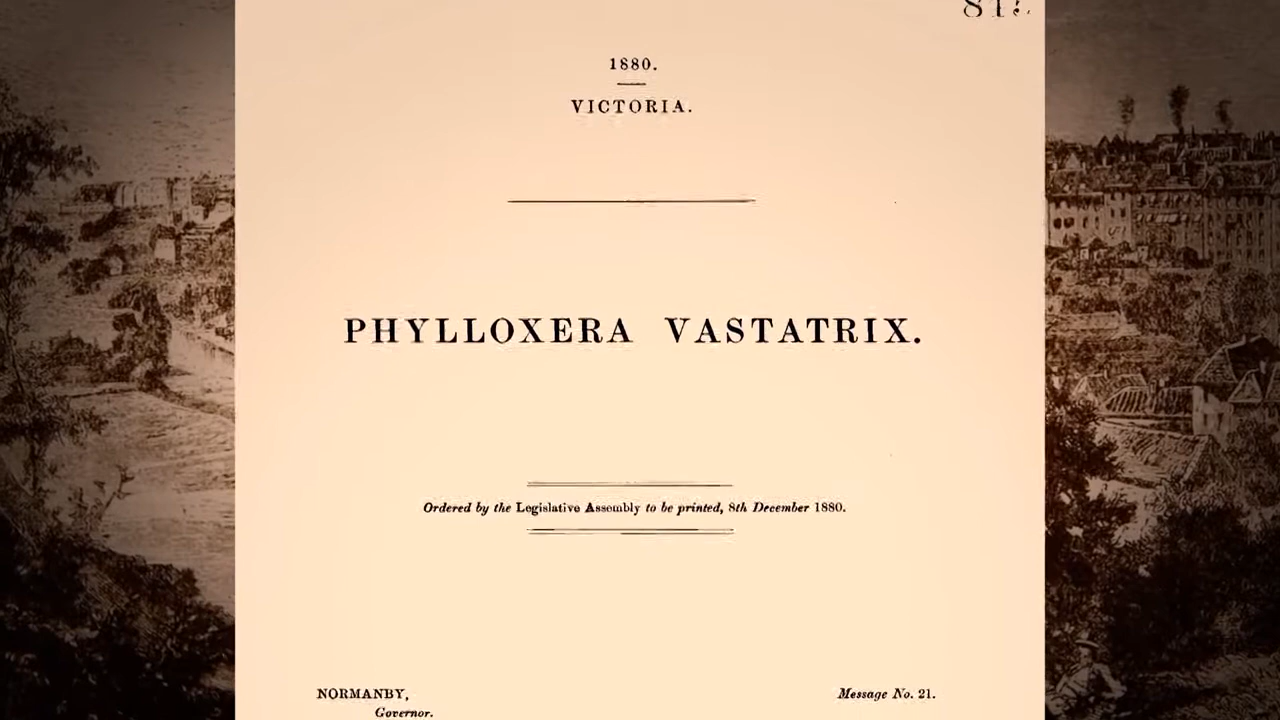 1880.
VICTORIA.
PHYLLOXERA VASTATRIX.
Ordered by the Legislative Assembly to be printed, 8th December 1880.
NORMANBY,
Message No. 21.
Governor.